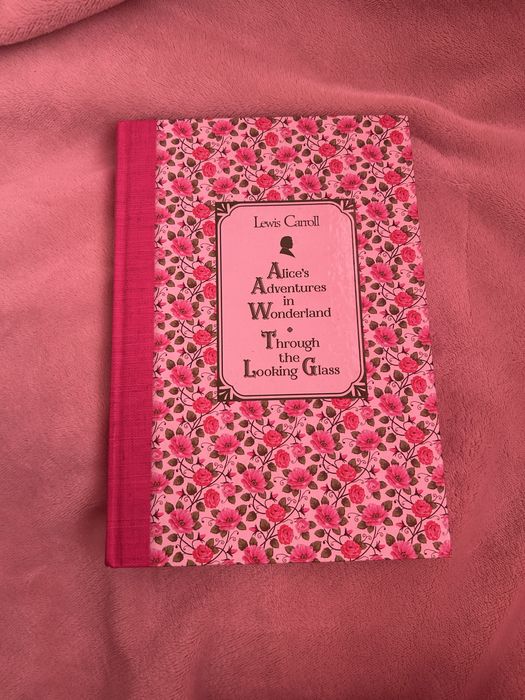 Lewis Carroll
Alice's
Adventures
in
Wonderland
Through
the
Looking Glass